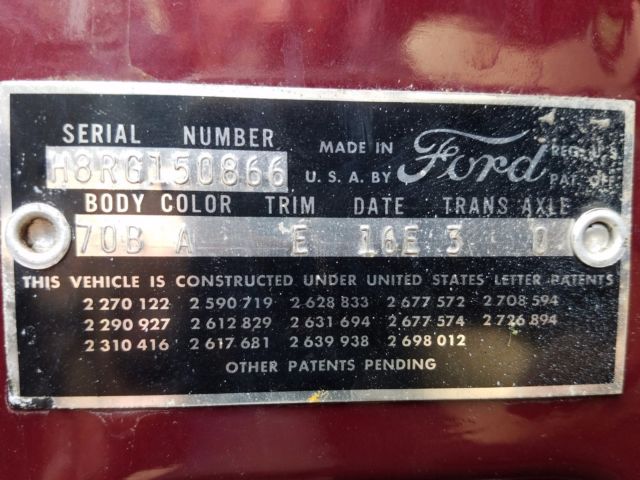 SERIAL NUMBER
H8RG150866
MADE IN
U.S.A. BY
Ford
REG. U.S.
PAT. OFF.
BODY COLOR TRIM DATE TRANS AXLE
70B A E 16E 3
THIS VEHICLE IS CONSTRUCTED UNDER UNITED STATES LETTER PATENTS
2 270 122 2 590 719 2 628 833 2 677 572 2 708 594
2 290 927 2 612 829 2 631 694 2 677 574 2 726 894
2 310 416 2 617 681 2 639 938 2 698 012
OTHER PATENTS PENDING